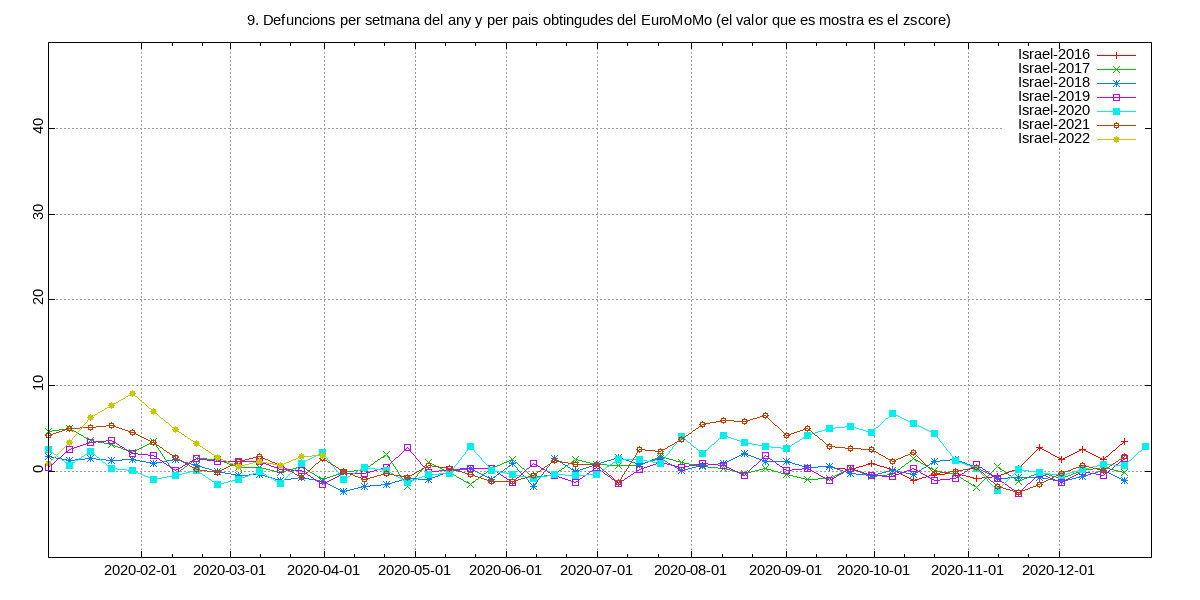 9. Defuncions per setmana del any y per pais obtingudes del EuroMoMo (el valor que es mostra es el zscore)
Israel-2016
Israel-2017
Israel-2018
Israel-2019
Israel-2020
Israel-2021
Israel-2022
40
30
20
10
0
2020-02-01 2020-03-01 2020-04-01 2020-05-01 2020-06-01 2020-07-01 2020-08-01 2020-09-01 2020-10-01 2020-11-01 2020-12-01